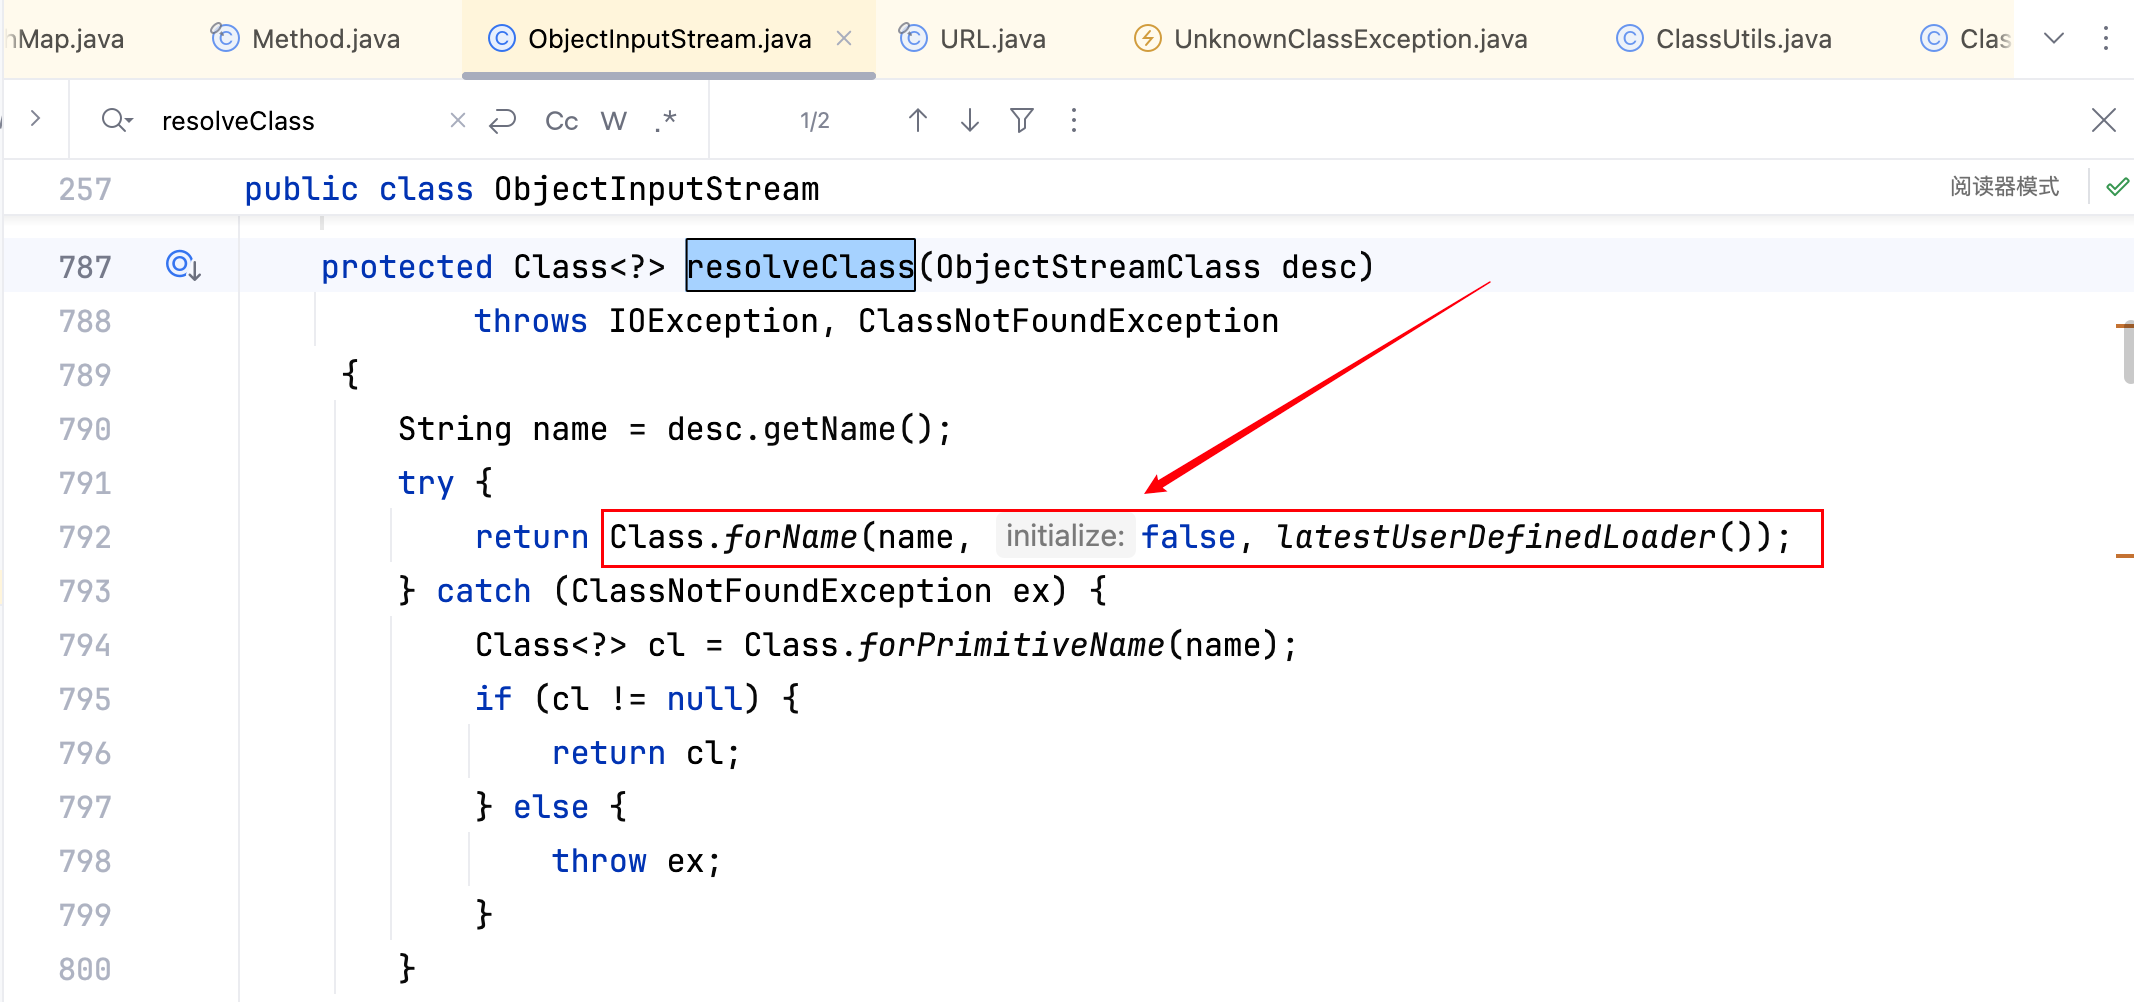 nMap.java Method.java ObjectInputStream.java URL.java UnknownClassException.java ClassUtils.java Clas
resolveClass Cc W .* 1/2
257 public class ObjectInputStream 阅读器模式
787 protected Class<?> resolveClass(ObjectStreamClass desc)
788 throws IOException, ClassNotFoundException
789 {
790 String name = desc.getName();
791 try {
792 return Class.forName(name, initialize: false, latestUserDefinedLoader());
793 } catch (ClassNotFoundException ex) {
794 Class<?> cl = Class.forPrimitiveName(name);
795 if (cl != null) {
796 return cl;
797 } else {
798 throw ex;
799 }
800 }